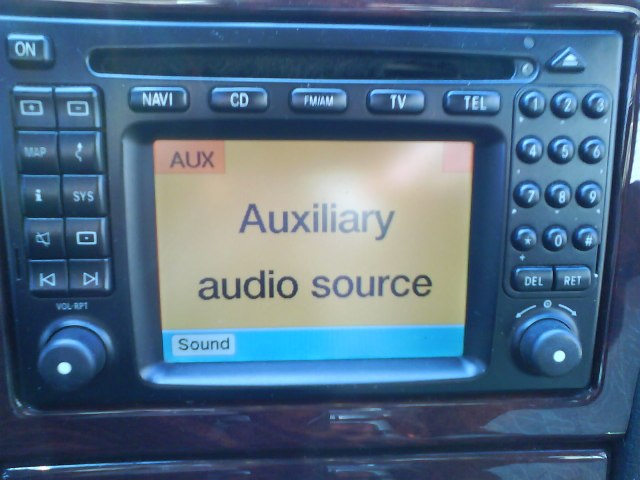 ON
NAVI CD FM/AM TV TEL
1 2 3
AUX
MAP
4 5 6
i SYS
7 8 9
Auxiliary
* 0 #
audio source
DEL RET
VOL·RPT
Sound